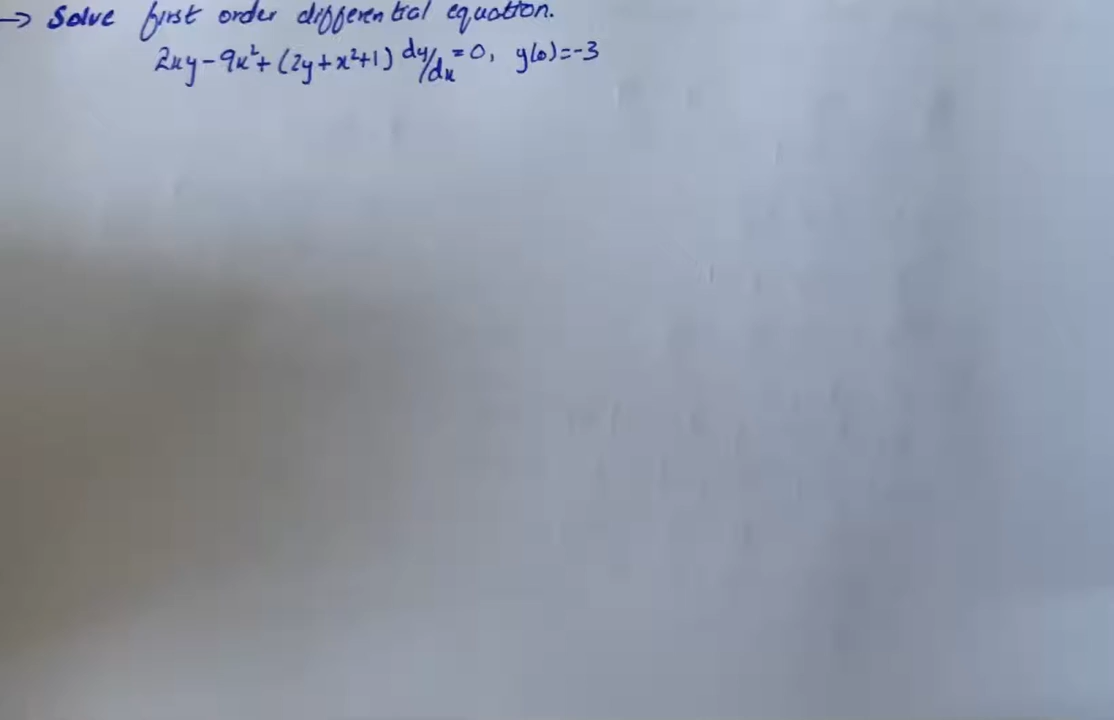 → Solve first order differential equation.
2xy - 9x² + (2y + x² + 1) dy/dx = 0, y(0) = -3